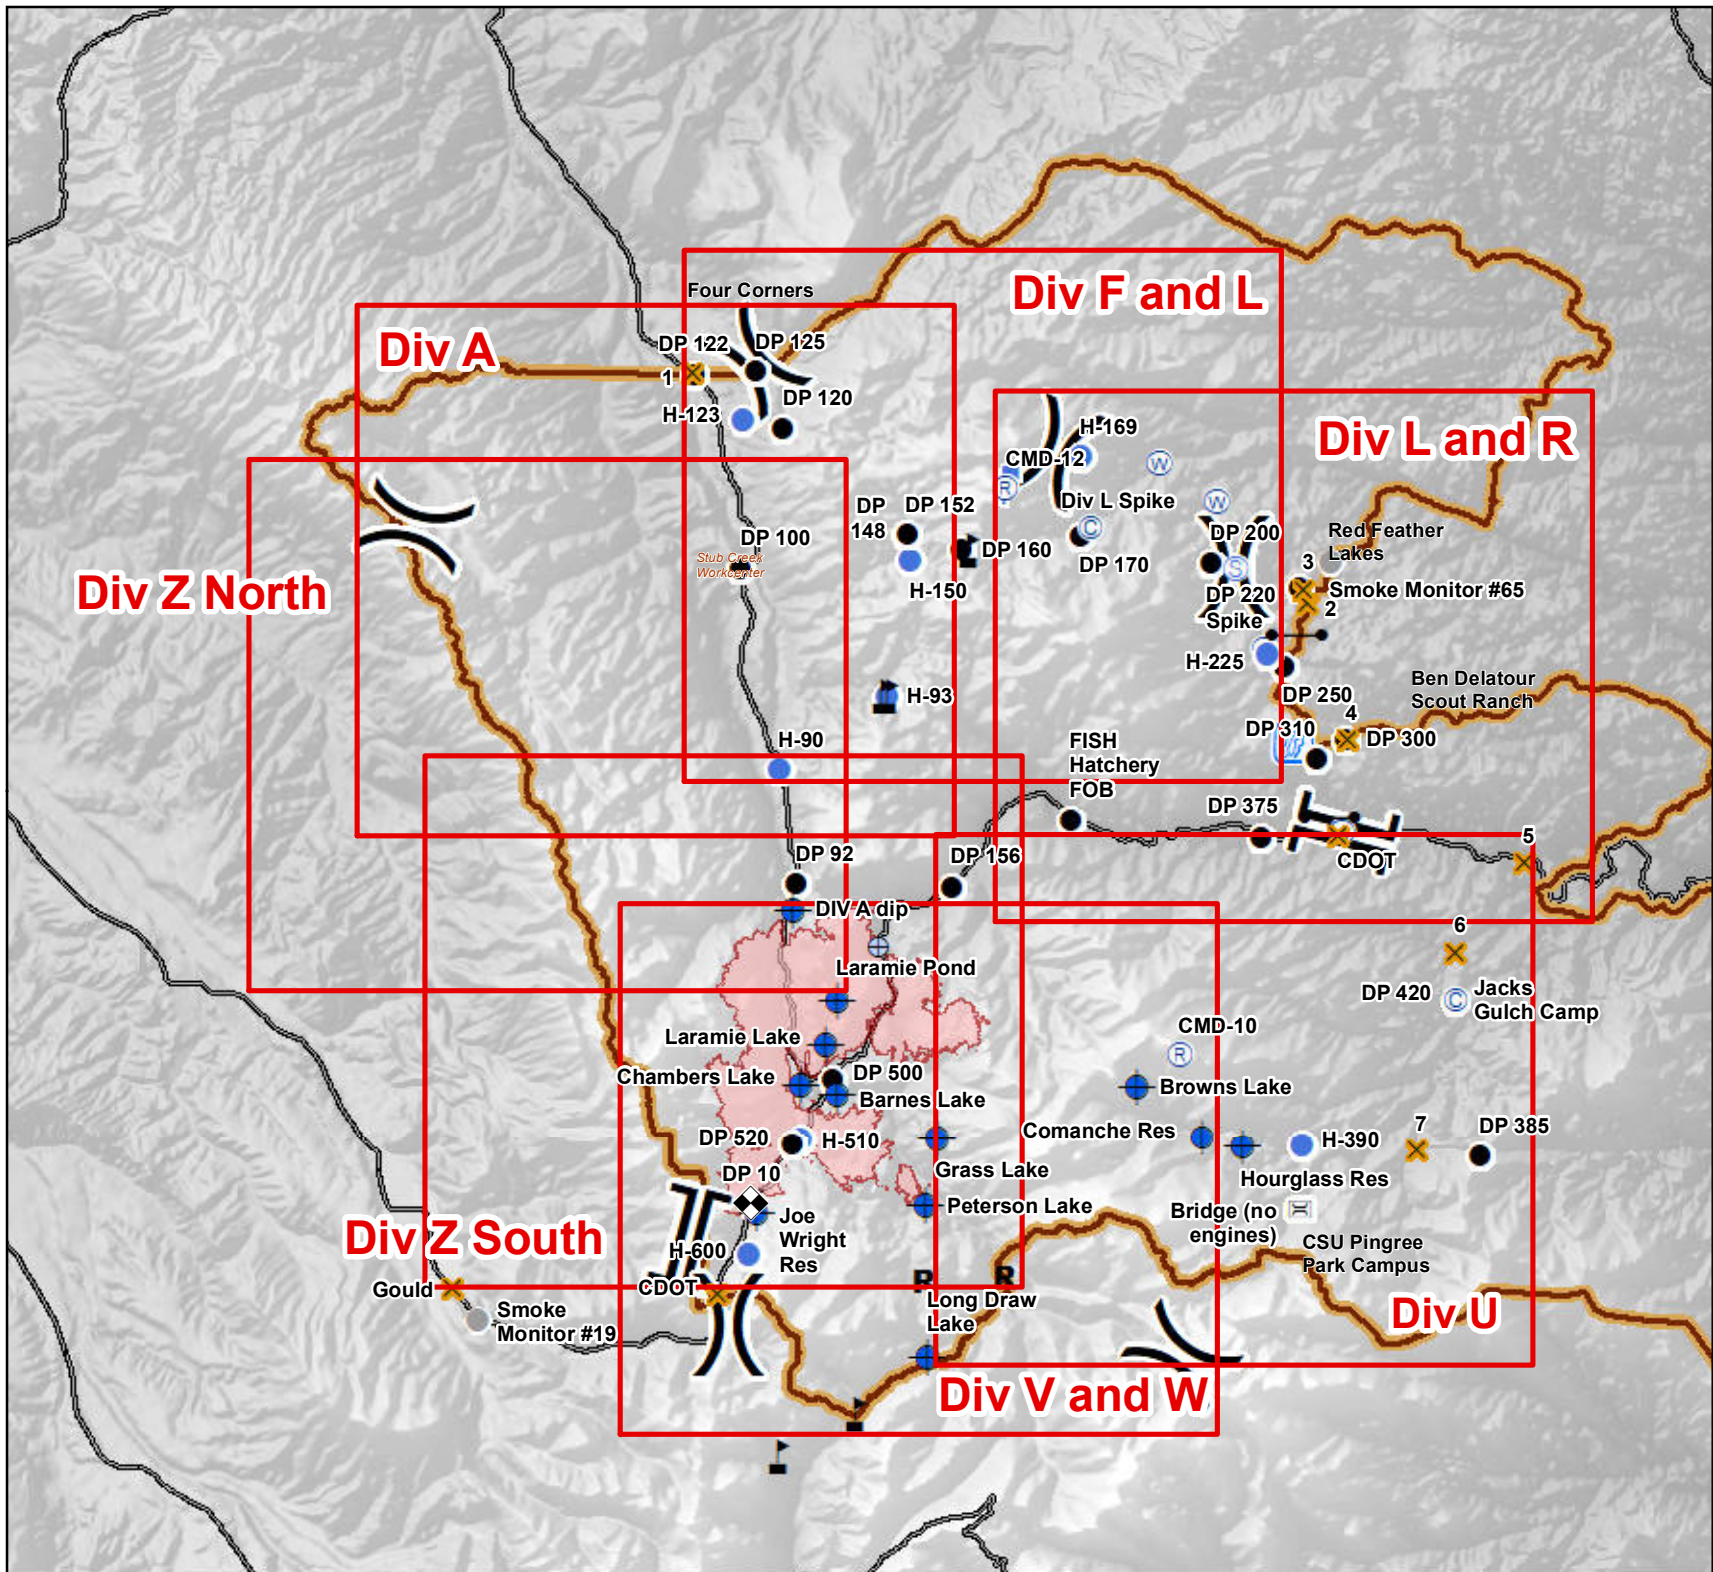 Div F and L
Four Corners
Div A
DP 122
DP 125
1
DP 120
H-123
Div L and R
H-169
CMD-12
W
R
Div L Spike
W
DP
148
DP 152
C
DP 200
Red Feather
Lakes
DP 100
Stub Creek
Workcenter
DP 160
DP 170
S
3
H-150
DP 220
Spike
Smoke Monitor #65
2
Div Z North
H-225
H-93
DP 250
Ben Delatour
Scout Ranch
4
DP 310
DP 300
H-90
FISH
Hatchery
FOB
DP 375
5
DP 92
DP 156
CDOT
DIV A dip
6
Laramie Pond
DP 420
C
Jacks
Gulch Camp
Laramie Lake
CMD-10
R
Chambers Lake
DP 500
Barnes Lake
Browns Lake
DP 520
H-510
Comanche Res
H-390
7
DP 385
DP 10
Grass Lake
Hourglass Res
Peterson Lake
Bridge (no
engines)
Joe
Wright
Res
Div Z South
H-600
CSU Pingree
Park Campus
Gould
CDOT
R
R
Long Draw
Lake
Smoke
Monitor #19
Div U
Div V and W